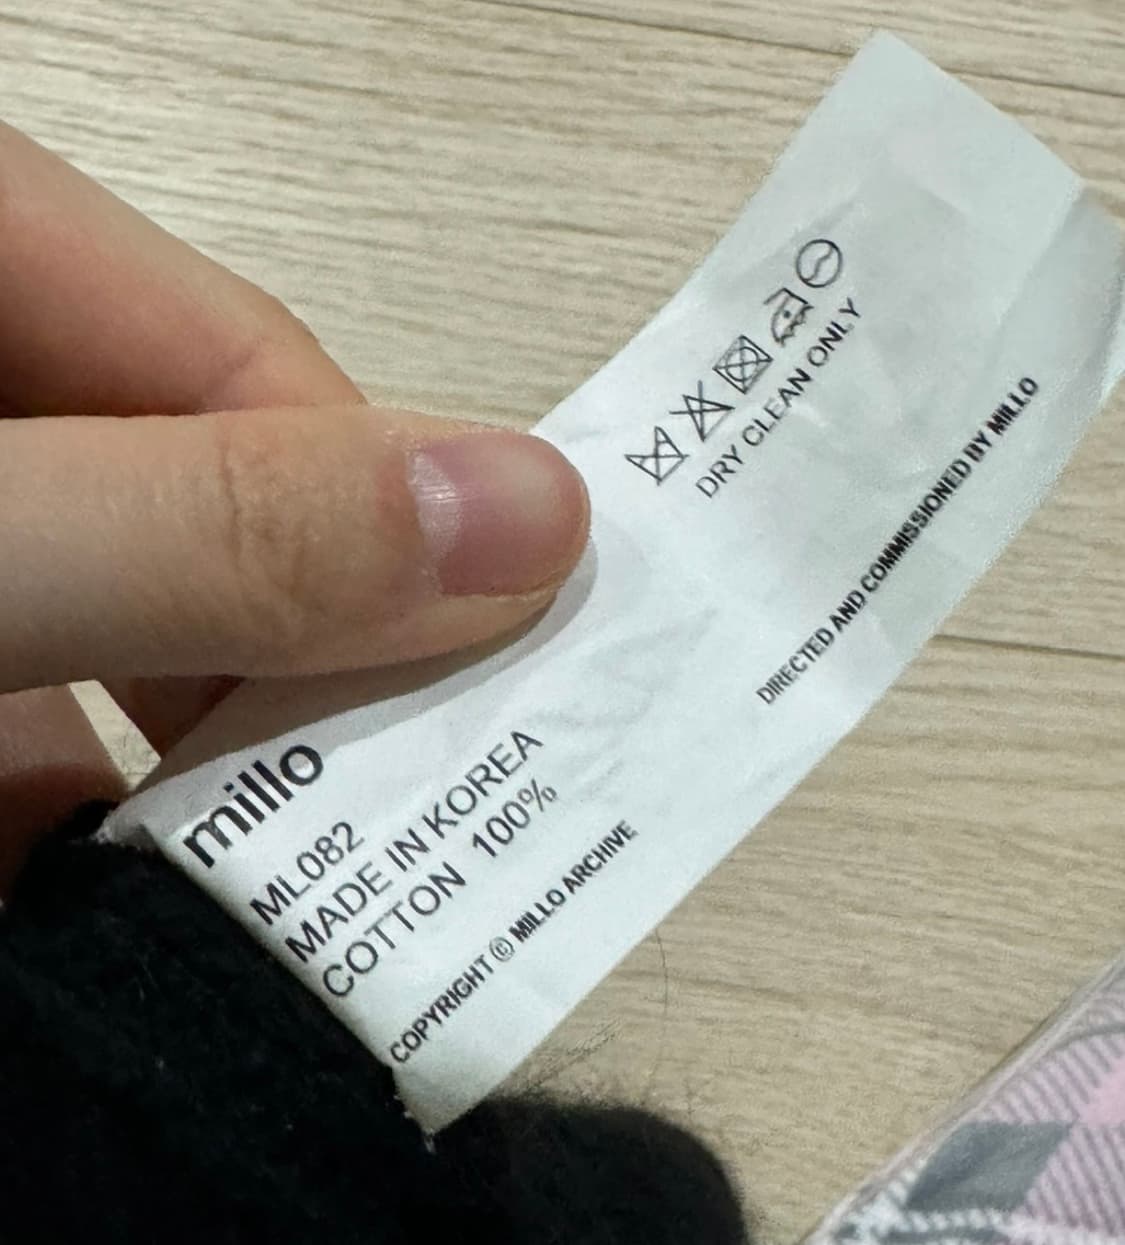 millo
ML082
MADE IN KOREA
COTTON 100%
COPYRIGHT © MILLO ARCHIVE
DRY CLEAN ONLY
DIRECTED AND COMMISSIONED BY MILLO